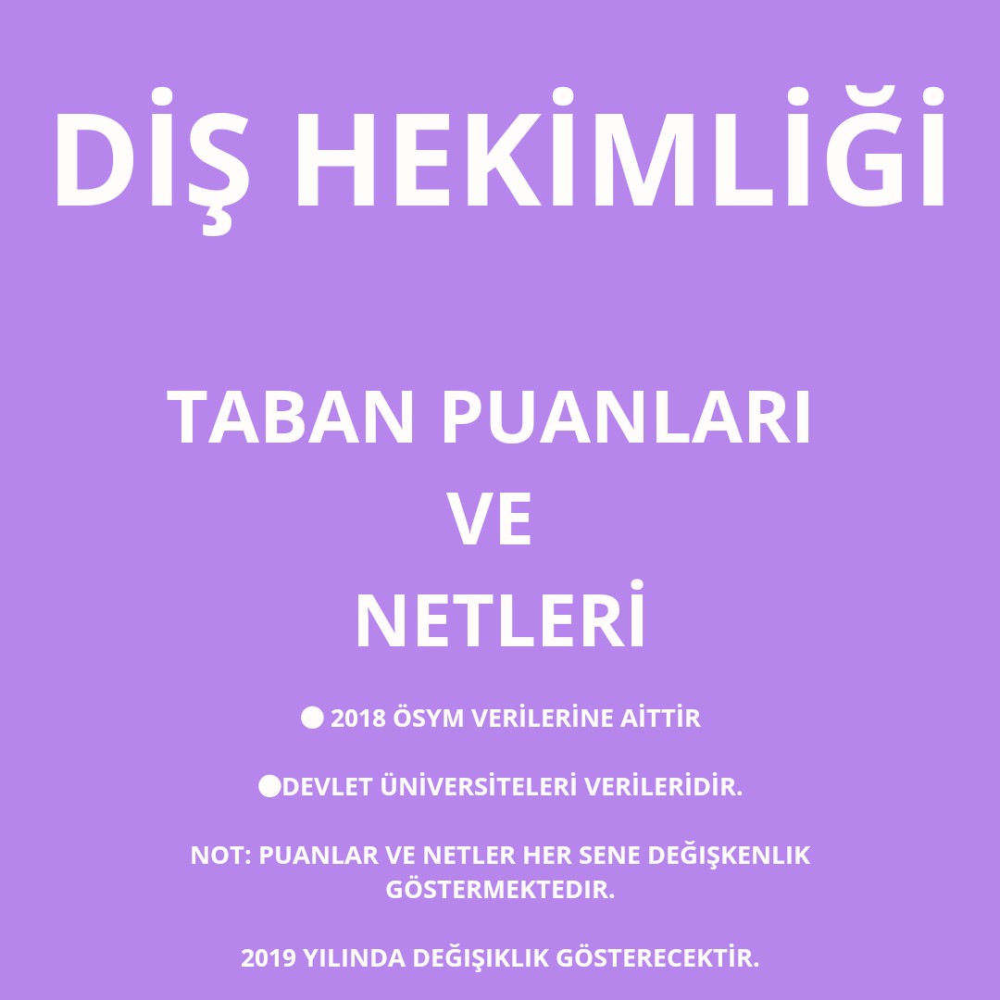 DİŞ HEKİMLİĞİ
TABAN PUANLARI
VE
NETLERİ
● 2018 ÖSYM VERİLERİNE AİTTİR
●DEVLET ÜNİVERSİTELERİ VERİLERİDİR.
NOT: PUANLAR VE NETLER HER SENE DEĞIŞKENLIK
GÖSTERMEKTEDIR.
2019 YILINDA DEĞIŞIKLIK GÖSTERECEKTİR.